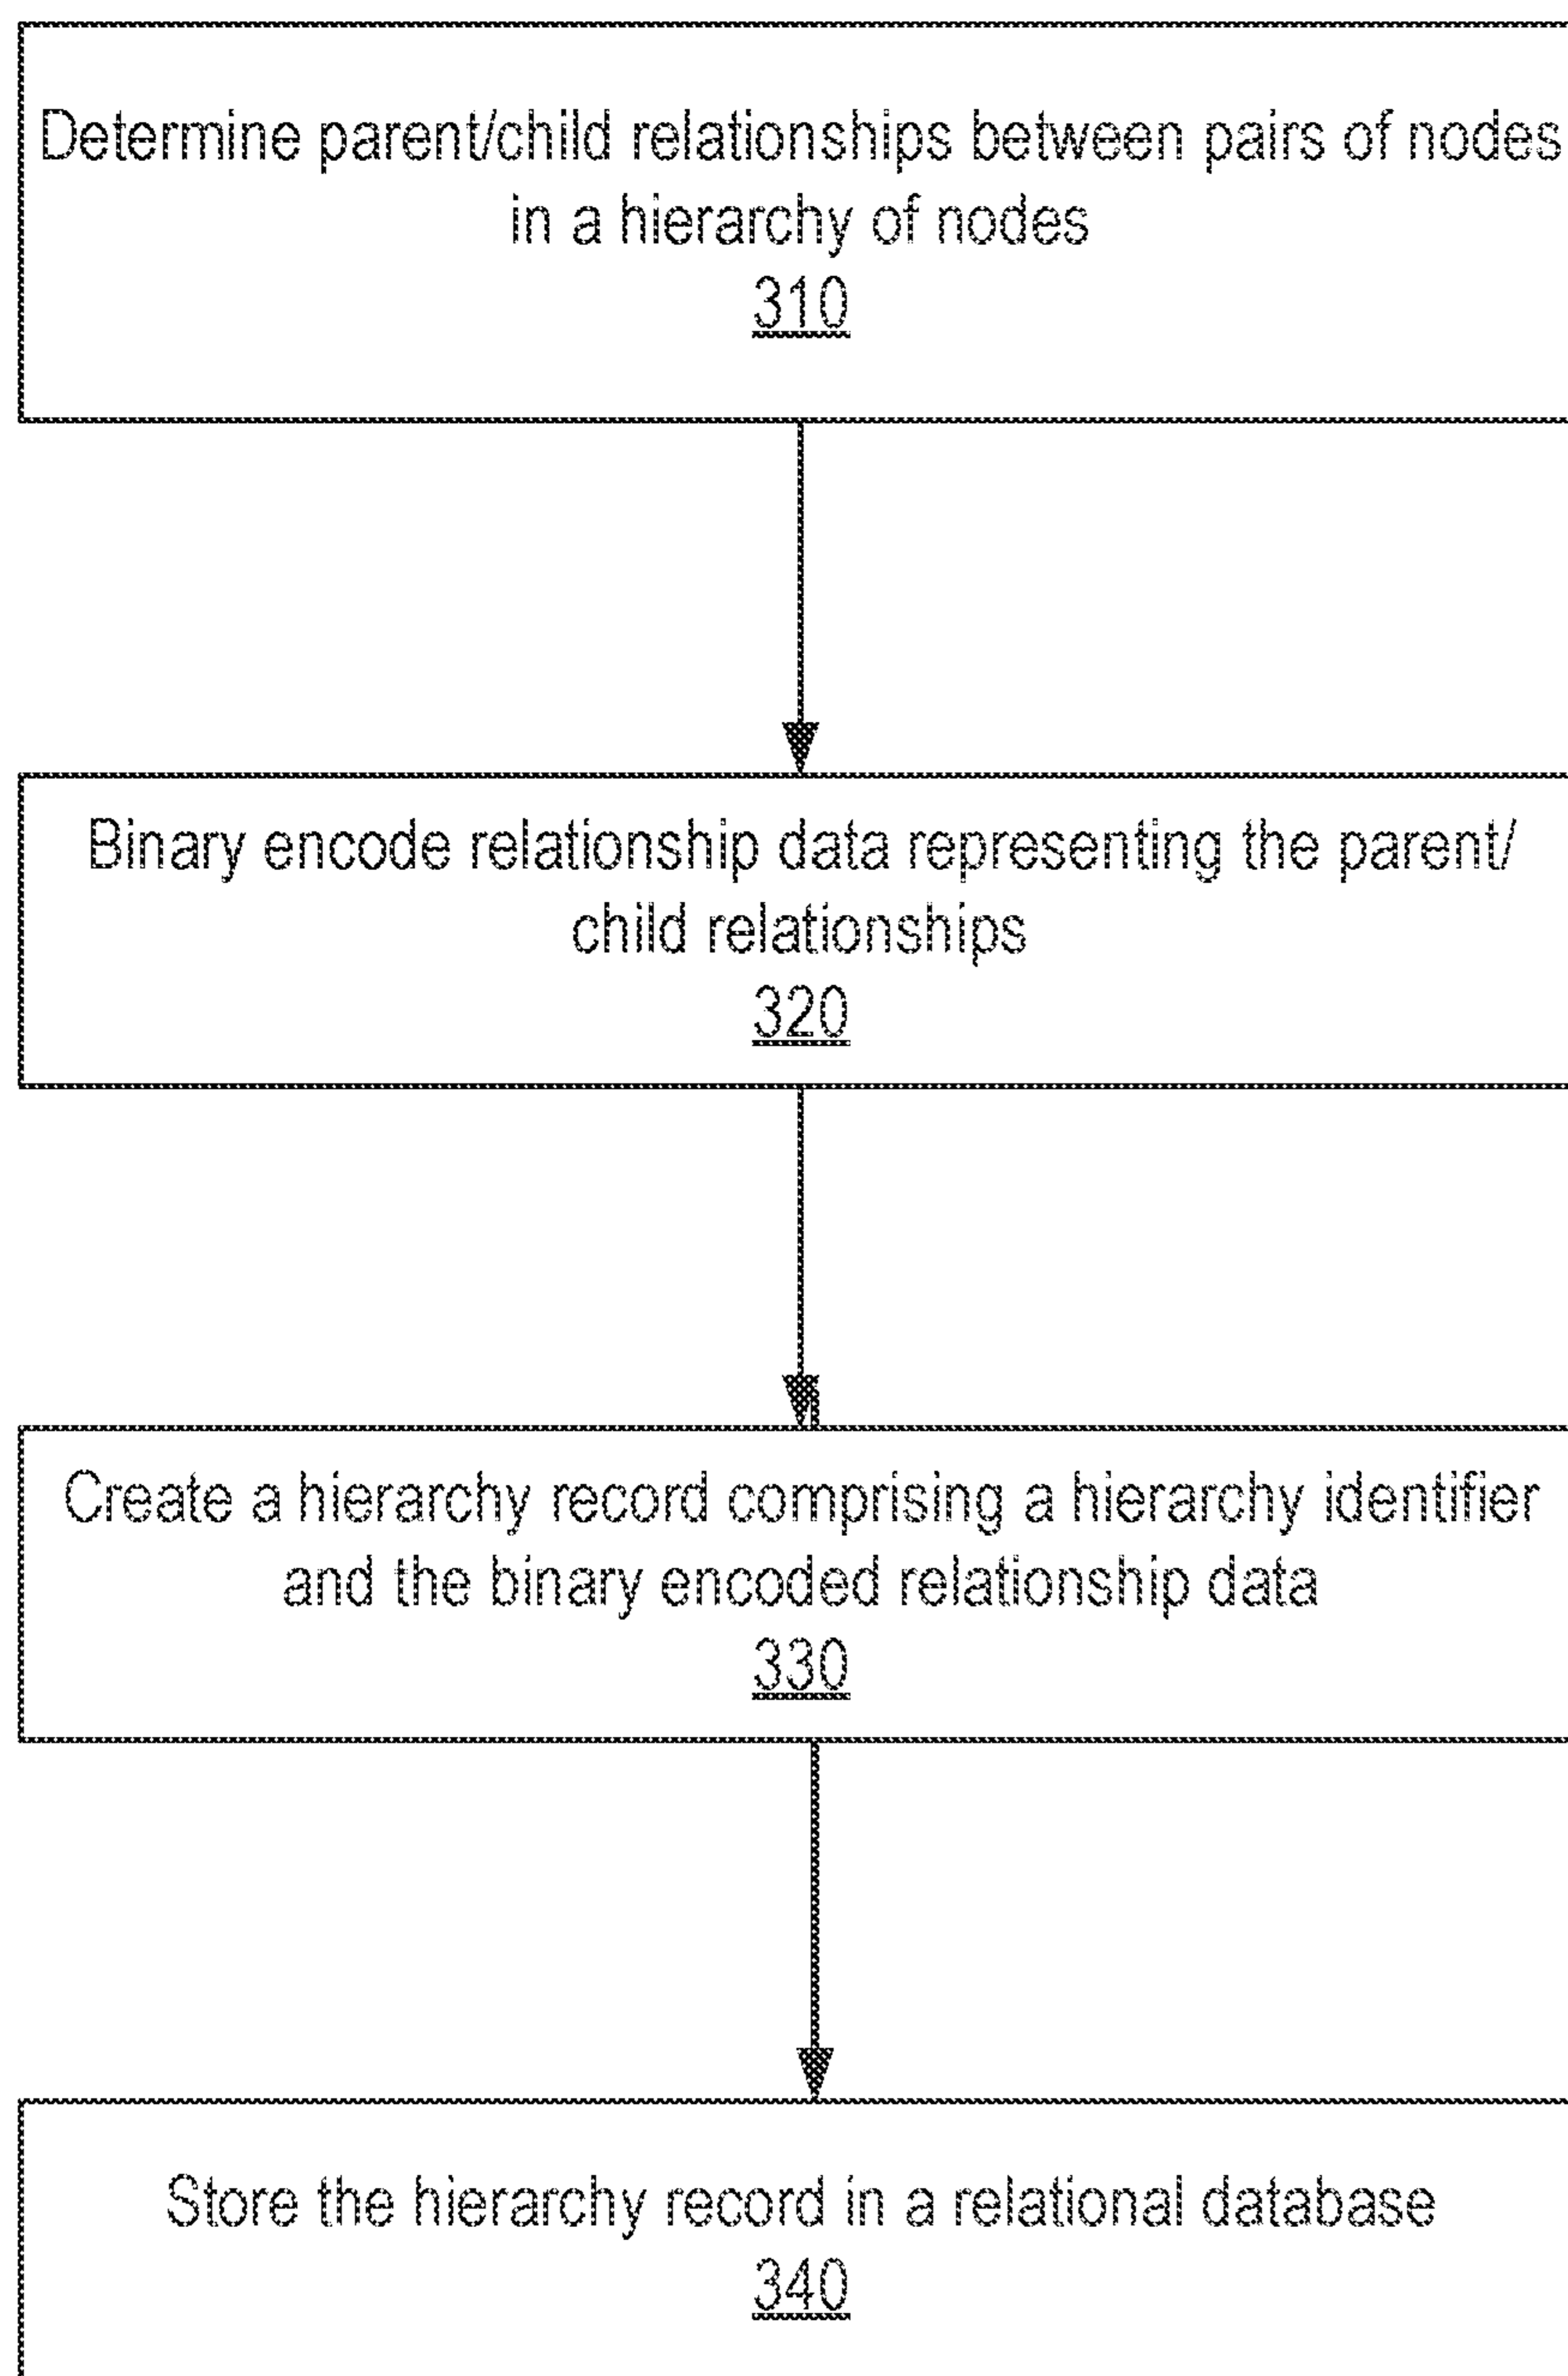 Determine parent/child relationships between pairs of nodes
in a hierarchy of nodes
310
Binary encode relationship data representing the parent/
child relationships
320
Create a hierarchy record comprising a hierarchy identifier
and the binary encoded relationship data
330
Store the hierarchy record in a relational database
340